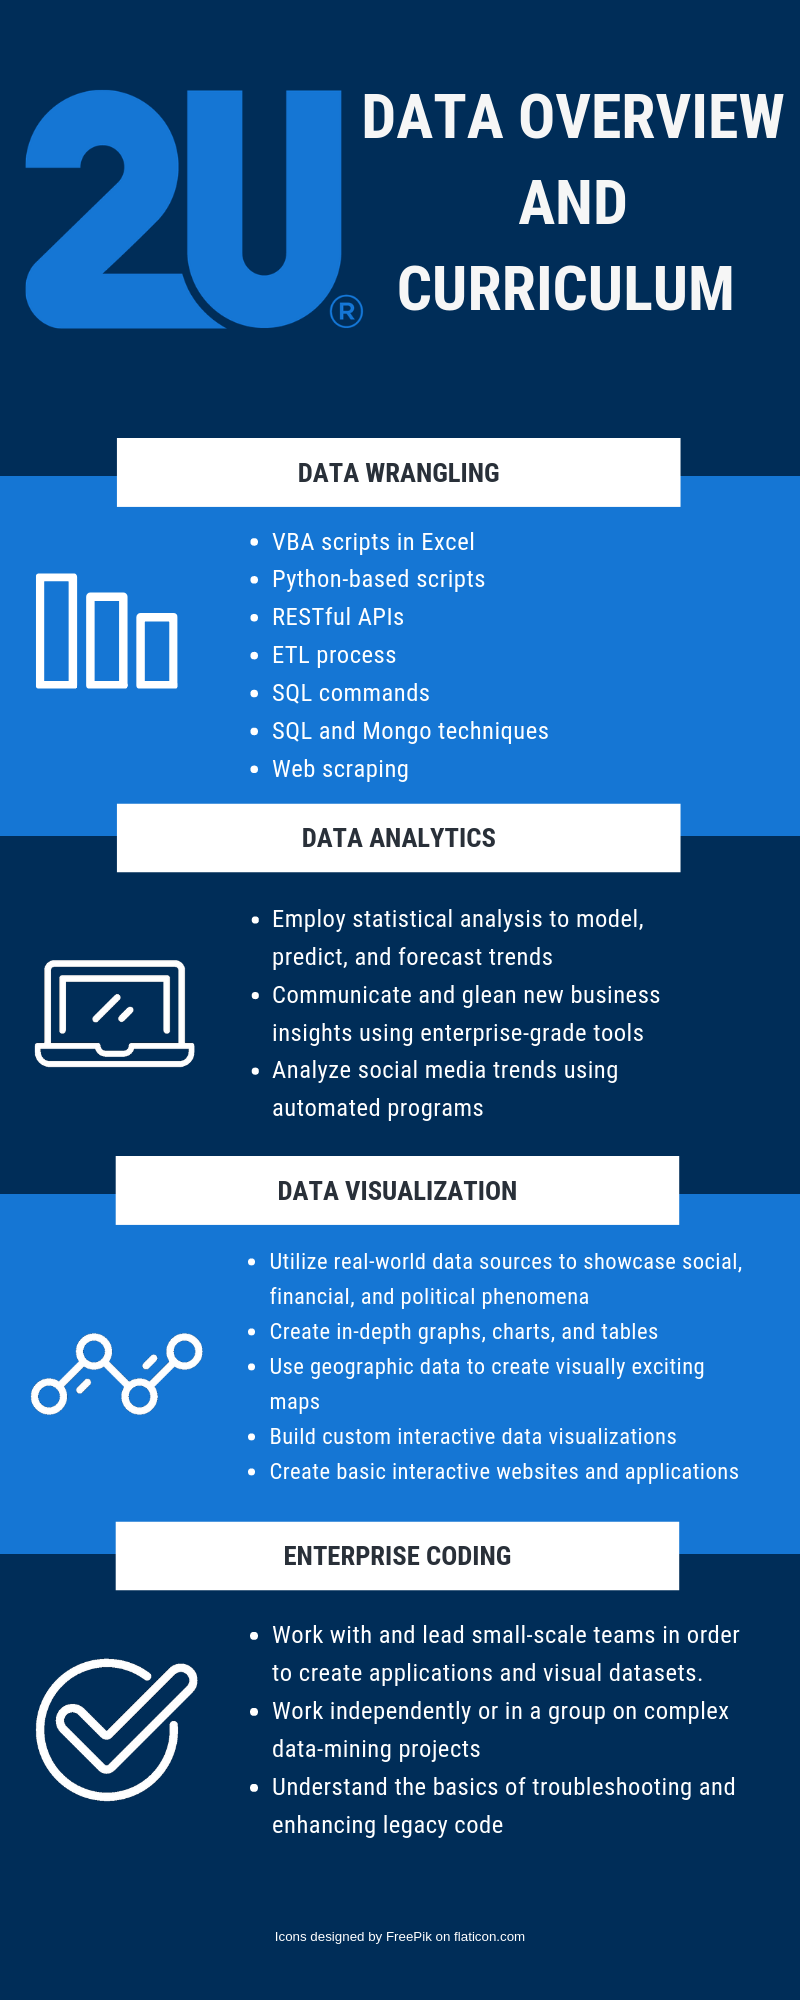 2U®
DATA OVERVIEW
AND
CURRICULUM
DATA WRANGLING
• VBA scripts in Excel
• Python-based scripts
• RESTful APIs
• ETL process
• SQL commands
• SQL and Mongo techniques
• Web scraping
DATA ANALYTICS
• Employ statistical analysis to model,
predict, and forecast trends
• Communicate and glean new business
insights using enterprise-grade tools
• Analyze social media trends using
automated programs
DATA VISUALIZATION
• Utilize real-world data sources to showcase social,
financial, and political phenomena
• Create in-depth graphs, charts, and tables
• Use geographic data to create visually exciting
maps
• Build custom interactive data visualizations
• Create basic interactive websites and applications
ENTERPRISE CODING
• Work with and lead small-scale teams in order
to create applications and visual datasets.
• Work independently or in a group on complex
data-mining projects
• Understand the basics of troubleshooting and
enhancing legacy code
Icons designed by FreePik on flaticon.com